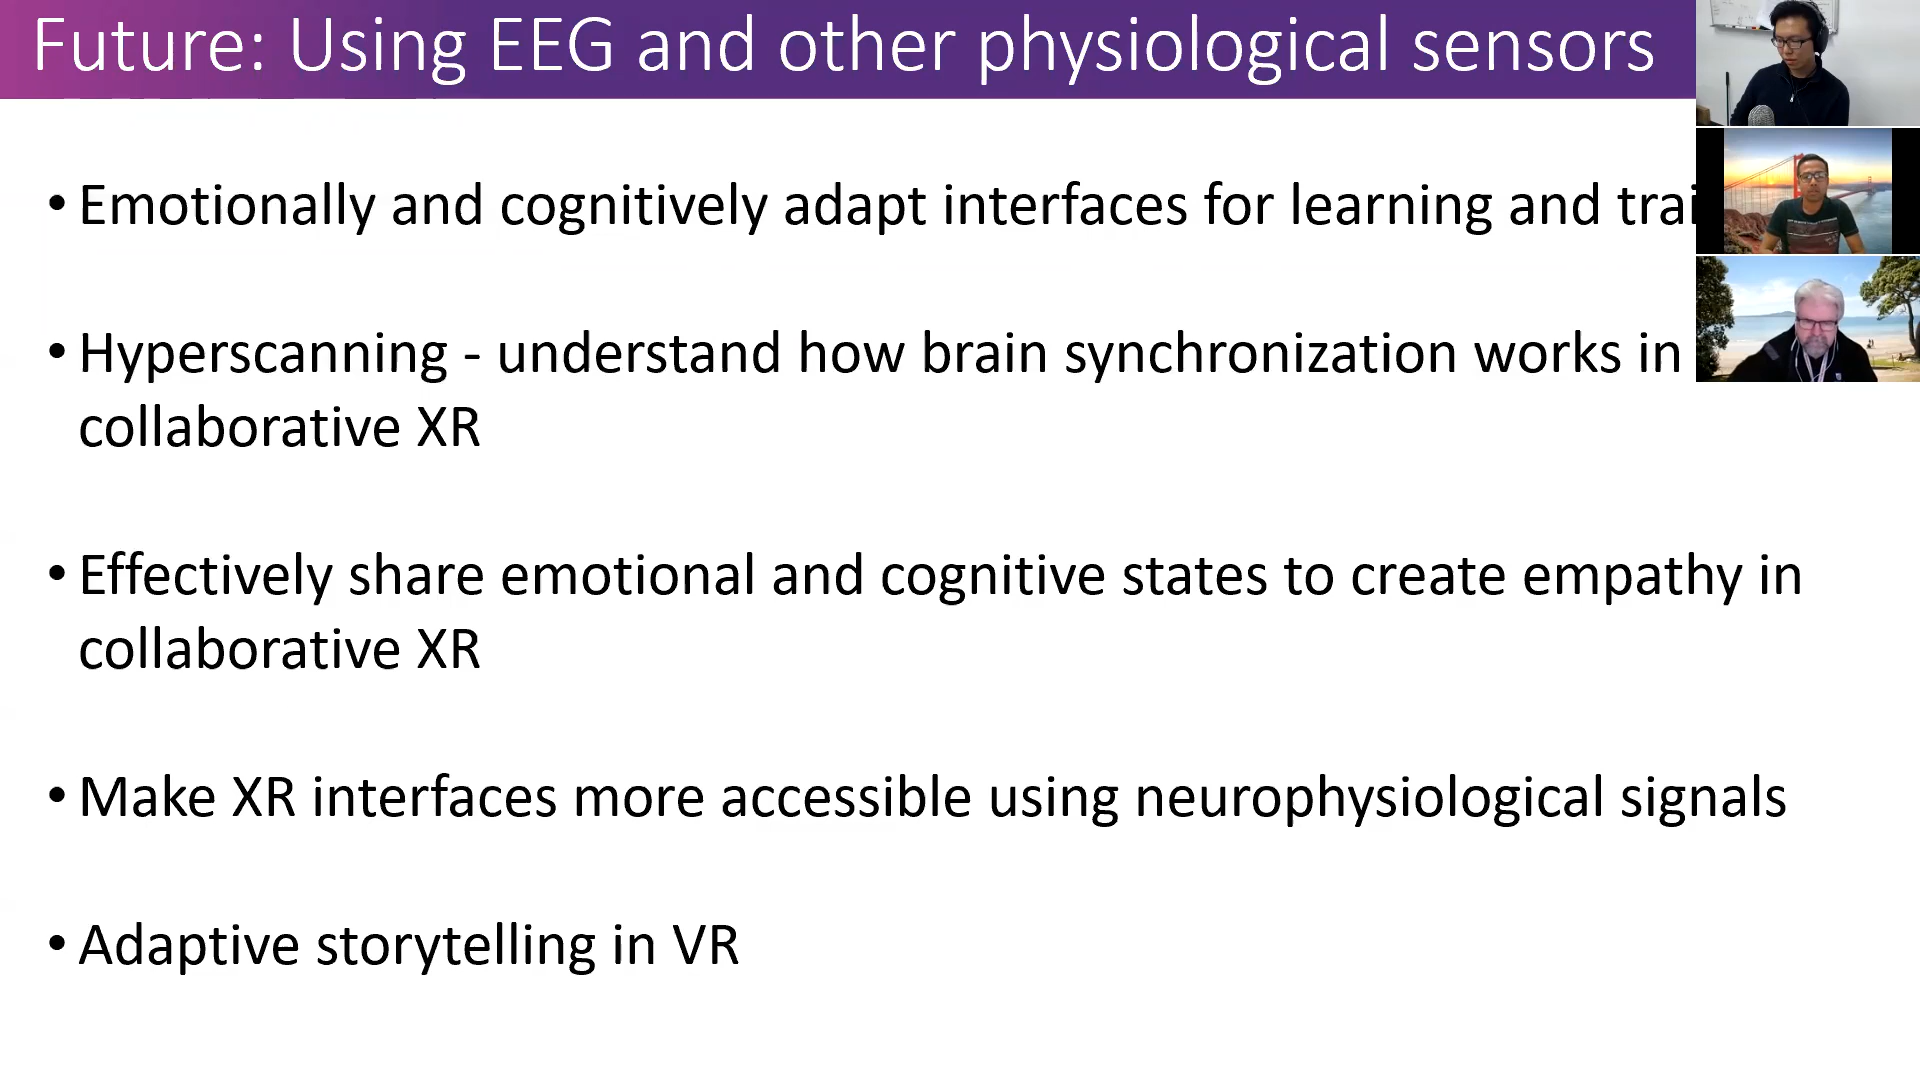 Future: Using EEG and other physiological sensors
• Emotionally and cognitively adapt interfaces for learning and
• Hyperscanning - understand how brain synchronization works in
collaborative XR
• Effectively share emotional and cognitive states to create empathy in
collaborative XR
• Make XR interfaces more accessible using neurophysiological signals
• Adaptive storytelling in VR